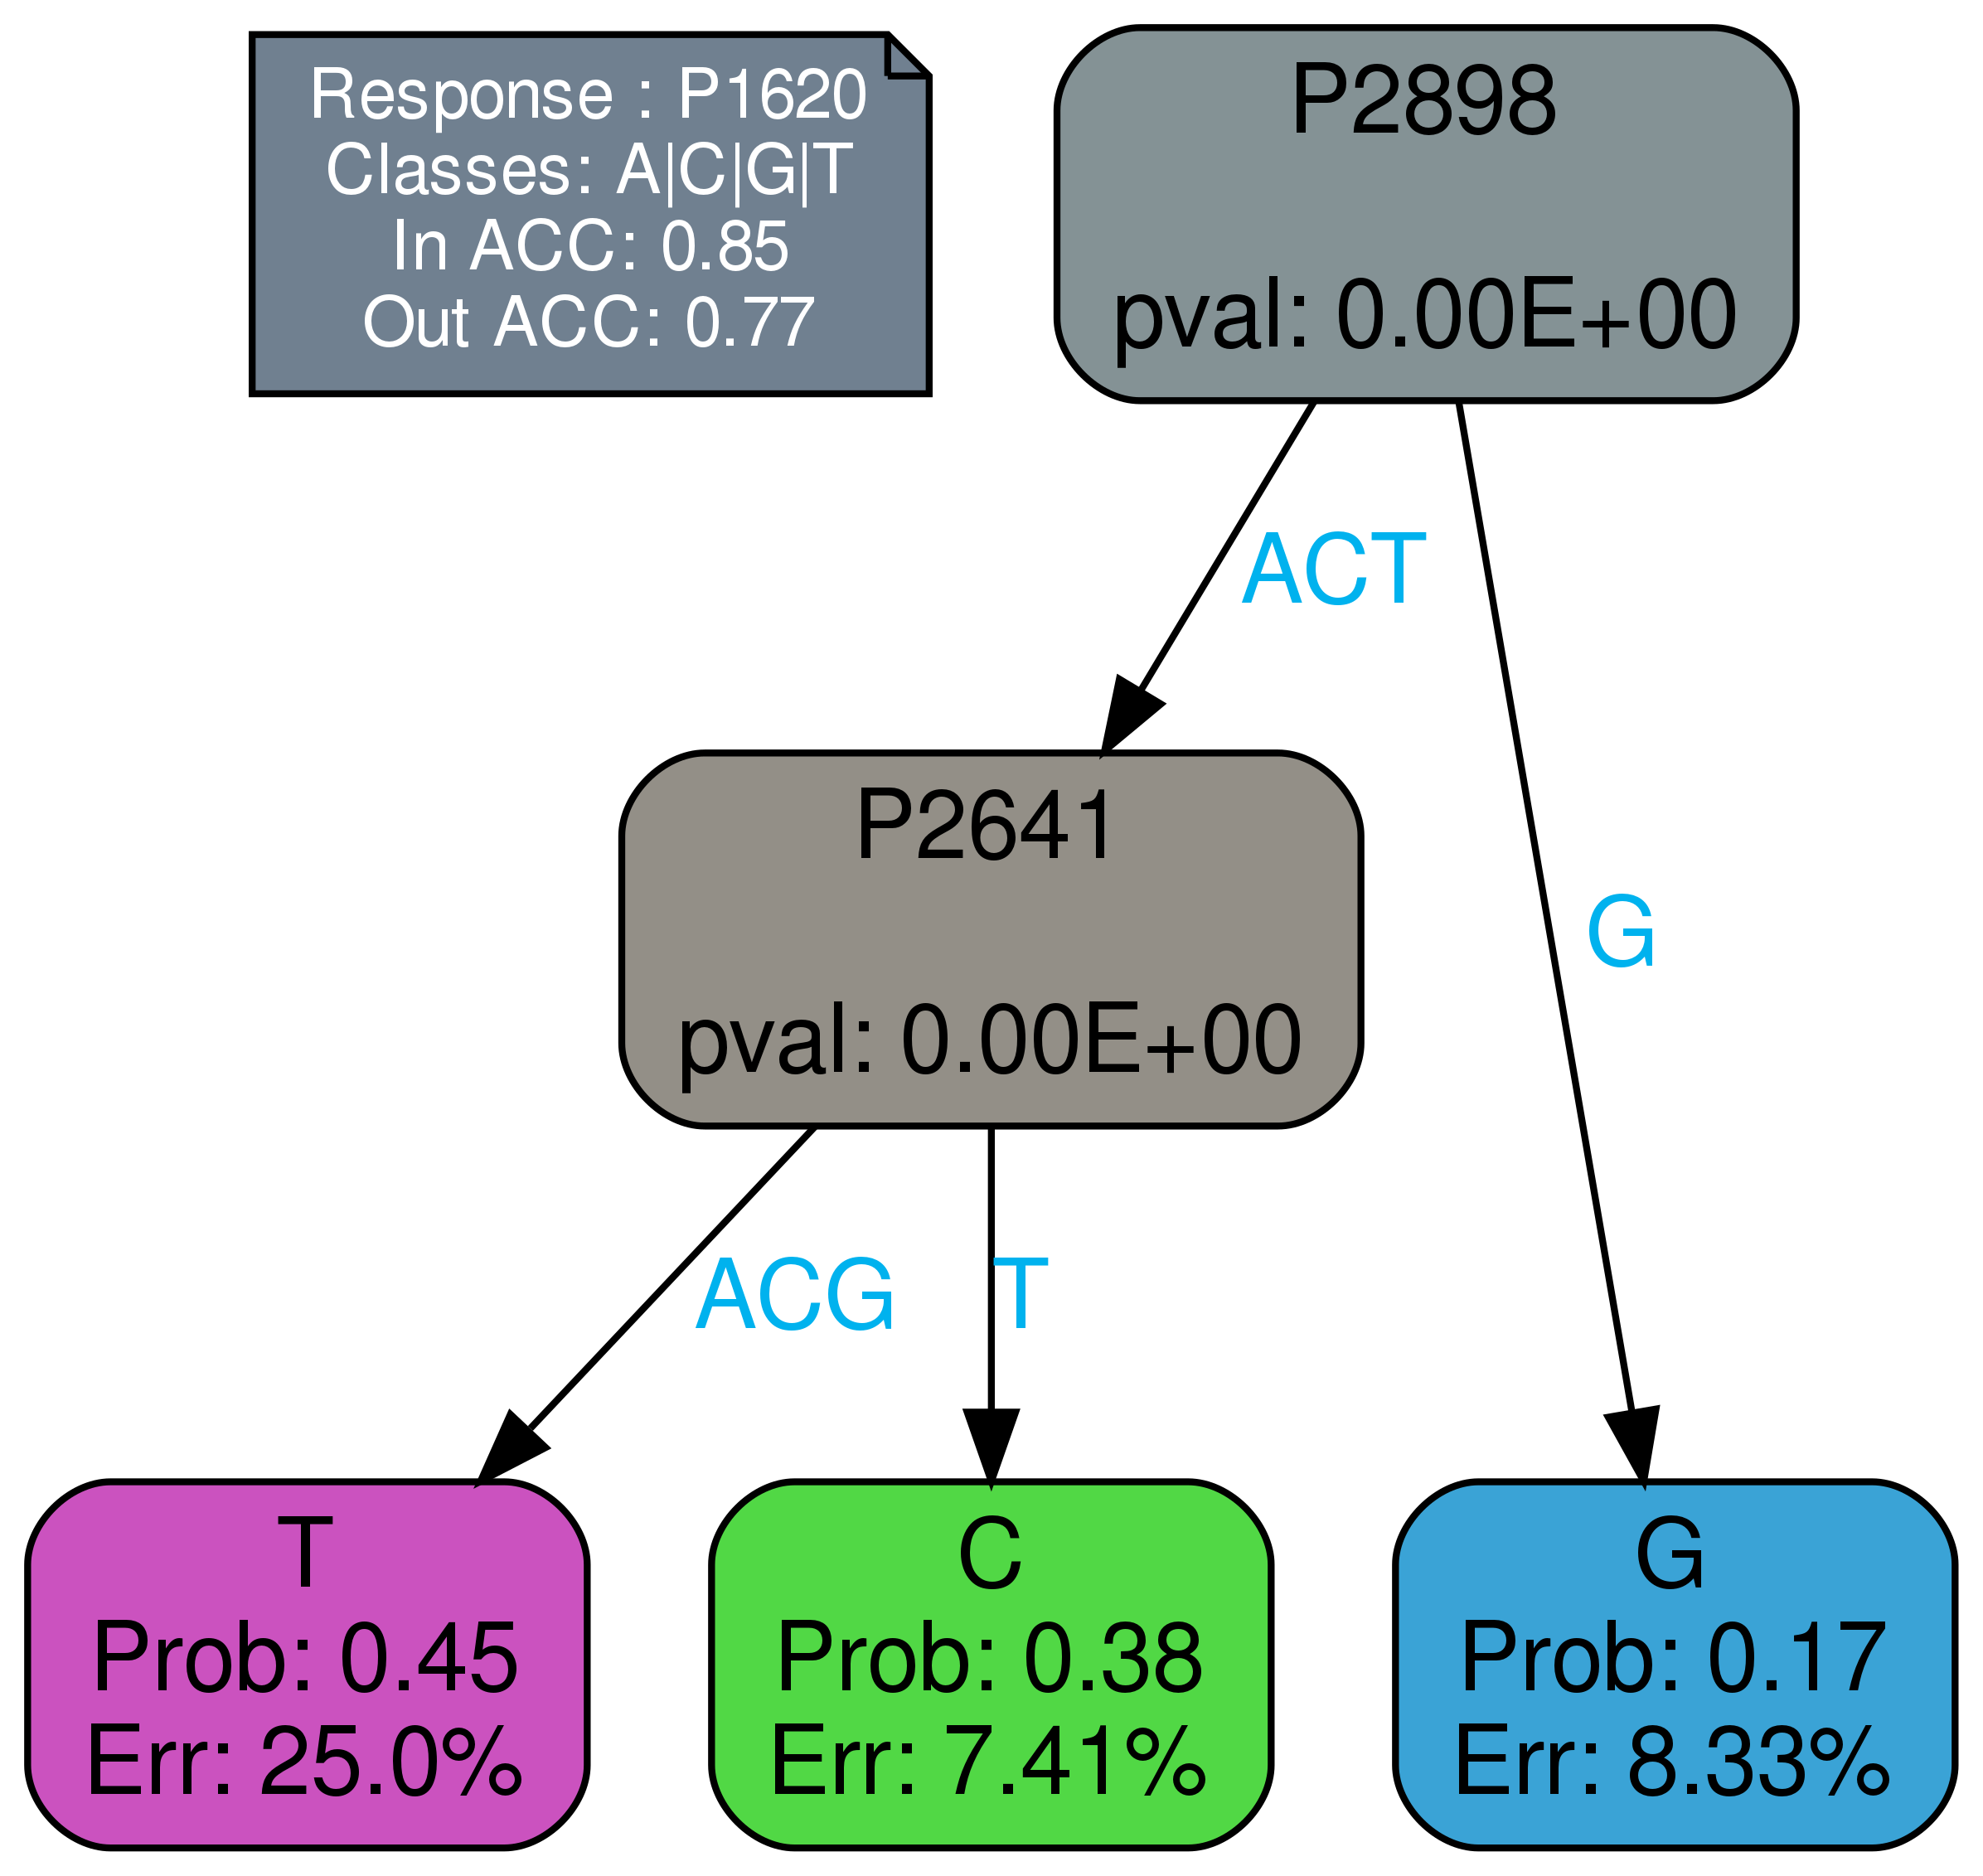 Response : P1620
Classes: A|C|G|T
In ACC: 0.85
Out ACC: 0.77
P2898
pval: 0.00E+00
ACT
P2641
pval: 0.00E+00
G
ACG
T
T
Prob: 0.45
Err: 25.0%
C
Prob: 0.38
Err: 7.41%
G
Prob: 0.17
Err: 8.33%